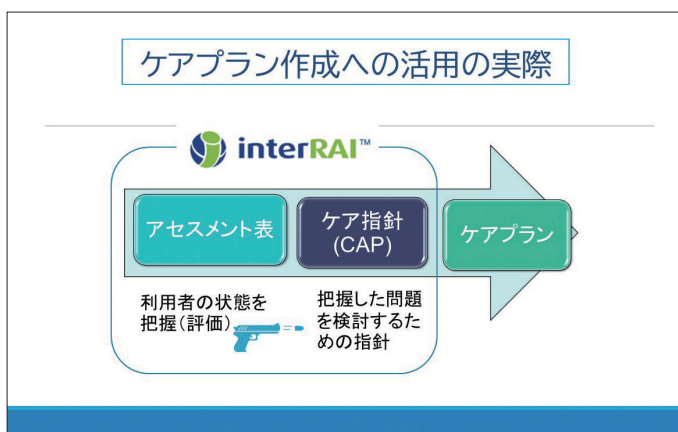 ケアプラン作成への活用の実際
interRAI™
アセスメント表
ケア指針
(CAP)
ケアプラン
利用者の状態を
把握(評価)
把握した問題
を検討するた
めの指針